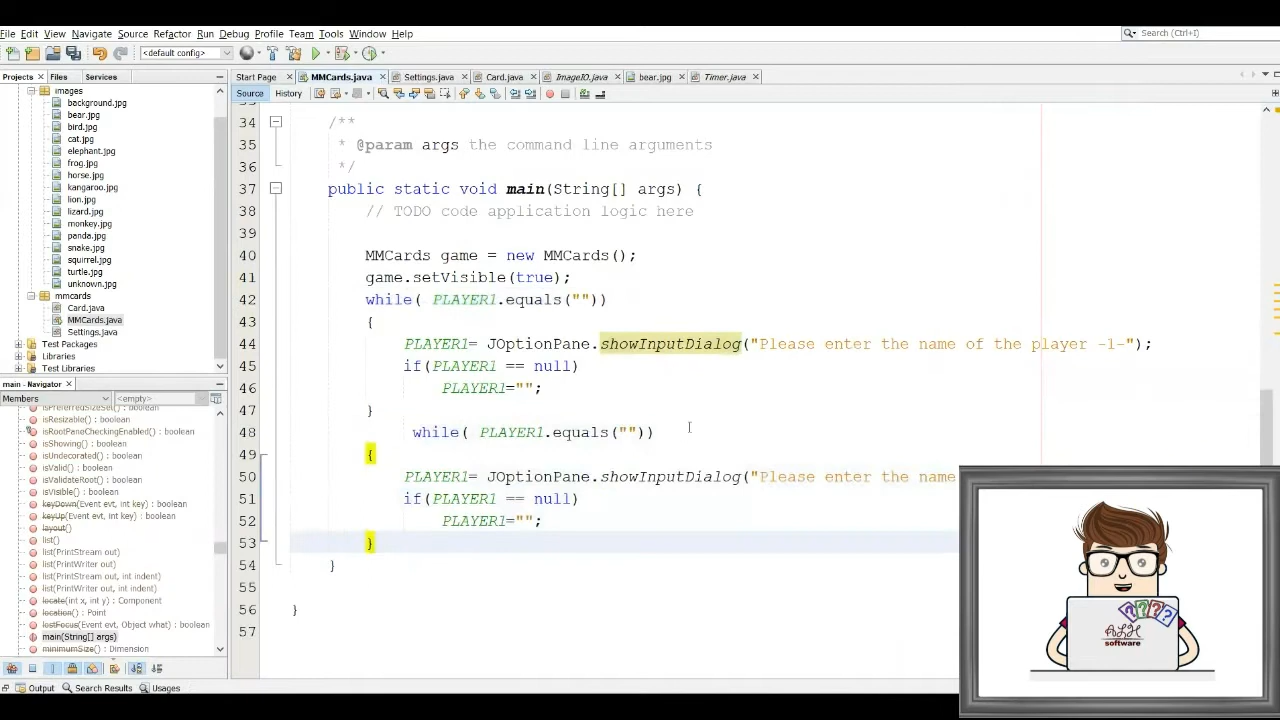 File Edit View Navigate Source Refactor Run Debug Profile Team Tools Window Help
Search (Ctrl+I)
<default config>
Projects Files Services
Start Page MMCards.java Settings.java Card.java ImageIO.java bear.jpg Timer.java
Source History
images
background.jpg
bear.jpg
bird.jpg
cat.jpg
elephant.jpg
frog.jpg
horse.jpg
kangaroo.jpg
lion.jpg
lizard.jpg
monkey.jpg
panda.jpg
snake.jpg
squirrel.jpg
turtle.jpg
unknown.jpg
mmcards
Card.java
MMCards.java
Settings.java
Test Packages
Libraries
Test Libraries
main - Navigator
Members <empty>
isResizable() : boolean
isRootPaneCheckingEnabled() : boolean
isShowing() : boolean
isUndecorated() : boolean
isValid() : boolean
isValidateRoot() : boolean
isVisible() : boolean
keyDown(Event evt, int key) : boolean
keyUp(Event evt, int key) : boolean
layout()
list()
list(PrintStream out)
list(PrintWriter out)
list(PrintStream out, int indent)
list(PrintWriter out, int indent)
locate(int x, int y) : Component
location() : Point
lostFocus(Event evt, Object what) : boolean
main(String[] args)
minimumSize() : Dimension
Output Search Results Usages
34 /**
35 * @param args the command line arguments
36 */
37 public static void main(String[] args) {
38 // TODO code application logic here
39
40 MMCards game = new MMCards();
41 game.setVisible(true);
42 while( PLAYER1.equals(""))
43 {
44 PLAYER1= JOptionPane.showInputDialog("Please enter the name of the player -1-");
45 if(PLAYER1 == null)
46 PLAYER1="";
47 }
48 while( PLAYER1.equals(""))
49 {
50 PLAYER1= JOptionPane.showInputDialog("Please enter the name
51 if(PLAYER1 == null)
52 PLAYER1="";
53 }
54 }
55
56 }
57
ALH
software